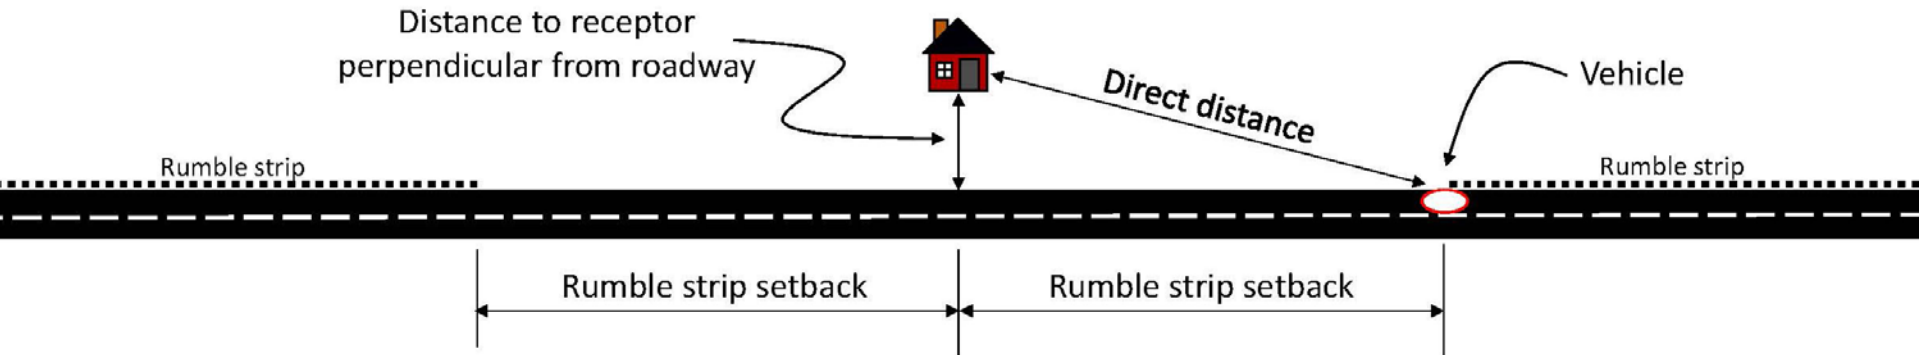 Distance to receptor
perpendicular from roadway
Direct distance
Vehicle
Rumble strip
Rumble strip
Rumble strip setback
Rumble strip setback